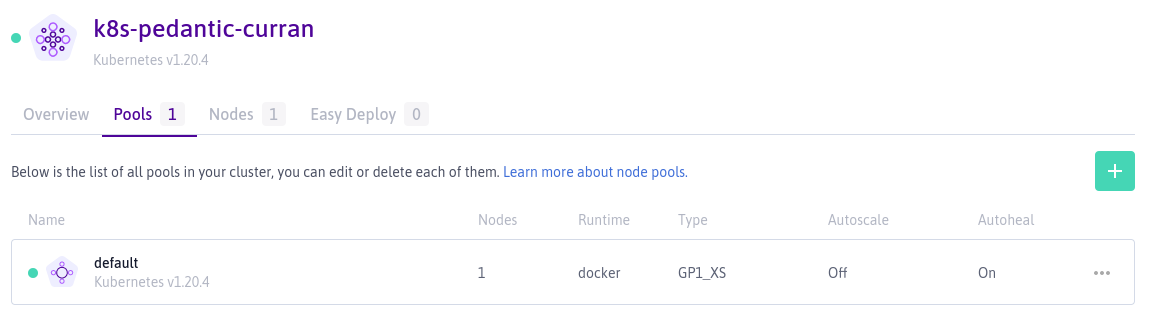 k8s-pedantic-curran
Kubernetes v1.20.4
Overview Pools 1 Nodes 1 Easy Deploy 0
Below is the list of all pools in your cluster, you can edit or delete each of them. Learn more about node pools.
Name Nodes Runtime Type Autoscale Autoheal
default
Kubernetes v1.20.4
1 docker GP1_XS Off On